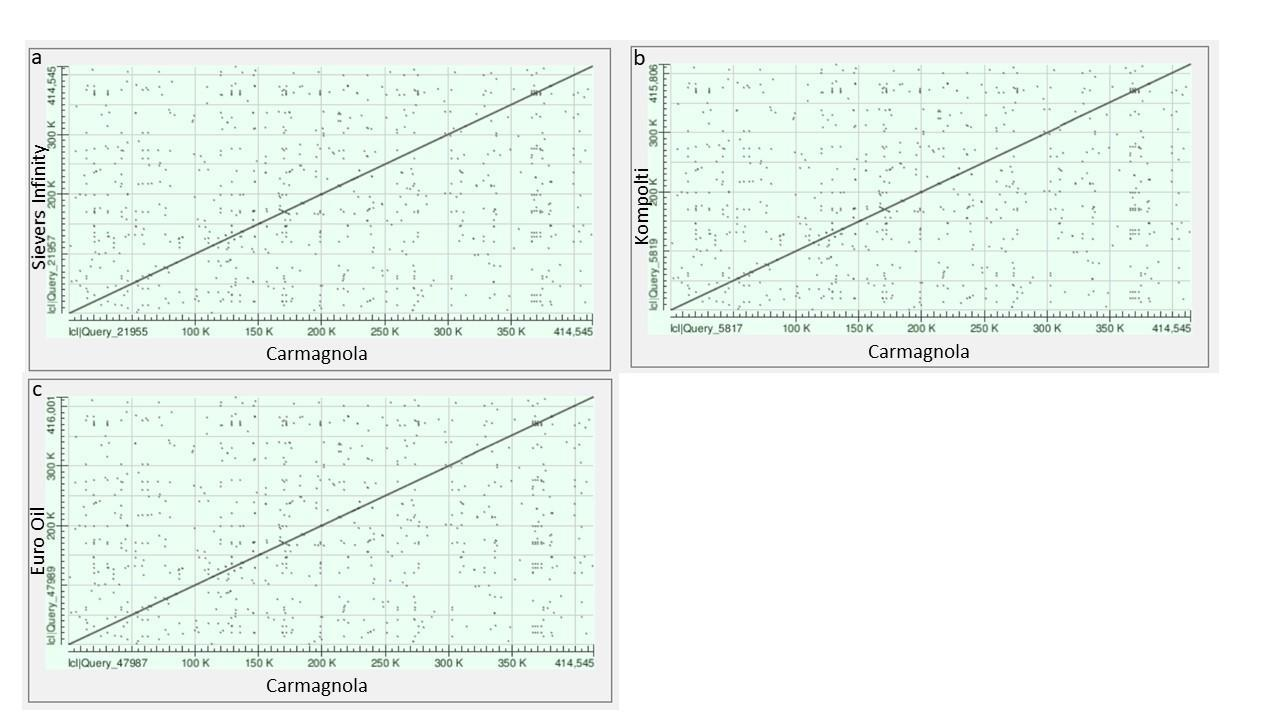 a
414,545
300 K
200 K
lcl|Query_21957
Sievers Infinity
lcl|Query_21955
100 K
150 K
200 K
250 K
300 K
350 K
414,545
Carmagnola
b
415,806
300 K
200 K
lcl|Query_5819
Kompolti
lcl|Query_5817
100 K
150 K
200 K
250 K
300 K
350 K
414,545
Carmagnola
c
416,001
300 K
200 K
lcl|Query_47989
Euro Oil
lcl|Query_47987
100 K
150 K
200 K
250 K
300 K
350 K
414,545
Carmagnola